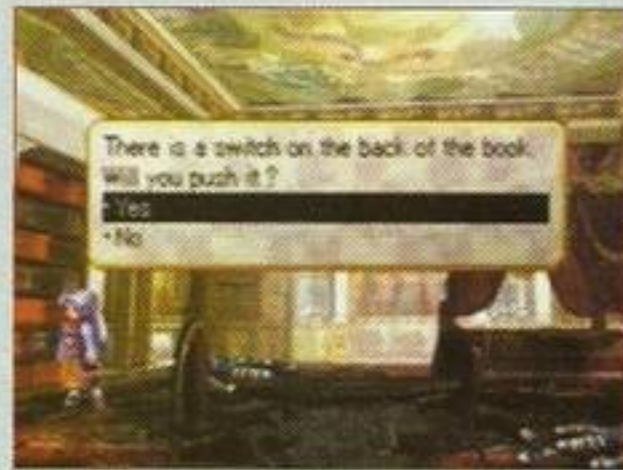 There is a switch on the back of the book.
Will you push it?
•Yes
•No